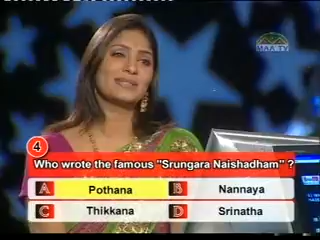 MAA TV
4
Who wrote the famous "Srungara Naishadham" ?
A Pothana
B Nannaya
C Thikkana
D Srinatha